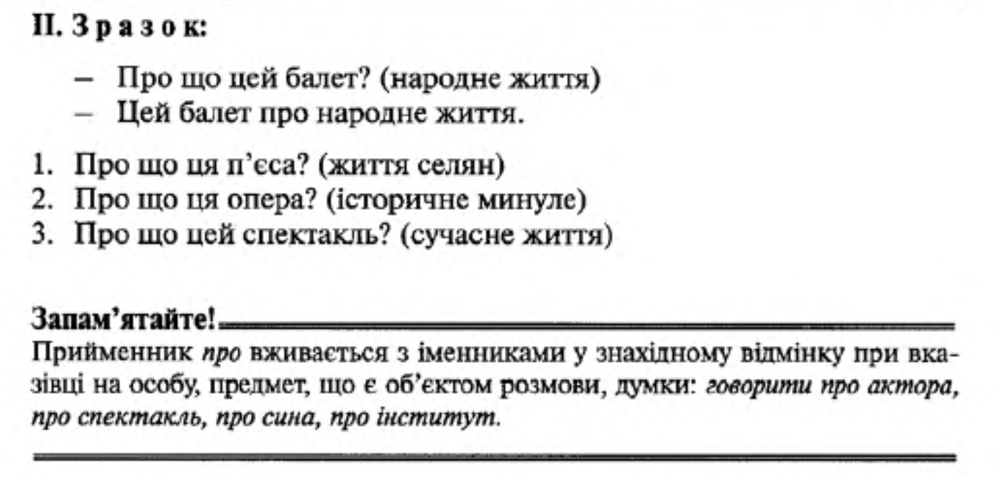 II. З р а з о к:
– Про що цей балет? (народне життя)
– Цей балет про народне життя.
1. Про що ця п’єса? (життя селян)
2. Про що ця опера? (історичне минуле)
3. Про що цей спектакль? (сучасне життя)
Запам’ятайте!
Прийменник про вживається з іменниками у знахідному відмінку при вка-
зівці на особу, предмет, що є об’єктом розмови, думки: говорити про актора,
про спектакль, про сина, про інститут.